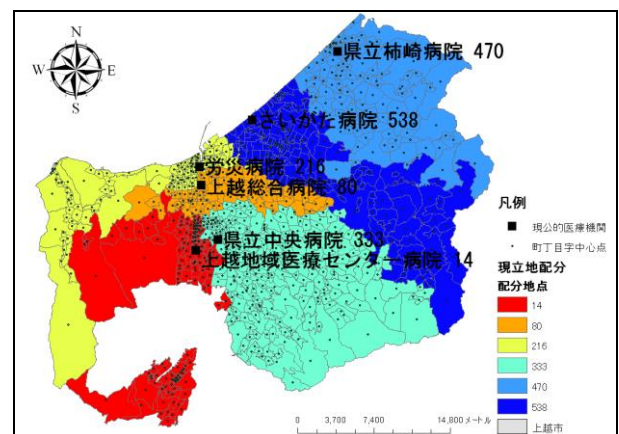 N
W E
S
県立柿崎病院 470
さいがた病院 538
労災病院 216
上越総合病院 80
県立中央病院 333
上越地域医療センター病院 14
凡例
現公的医療機関
町丁目字中心点
現立地配分
配分地点
14
80
216
333
470
538
上越市
0 3,700 7,400 14,800 メートル